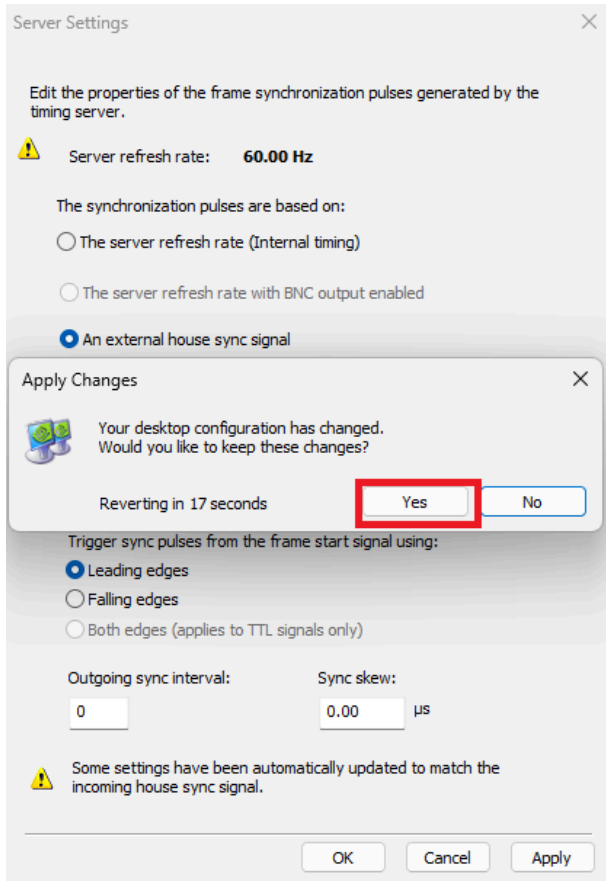 Server Settings
Edit the properties of the frame synchronization pulses generated by the
timing server.
Server refresh rate: 60.00 Hz
The synchronization pulses are based on:
The server refresh rate (Internal timing)
The server refresh rate with BNC output enabled
An external house sync signal
Apply Changes
Your desktop configuration has changed.
Would you like to keep these changes?
Reverting in 17 seconds
Yes
No
Trigger sync pulses from the frame start signal using:
Leading edges
Falling edges
Both edges (applies to TTL signals only)
Outgoing sync interval: Sync skew:
0 0.00 µs
Some settings have been automatically updated to match the
incoming house sync signal.
OK Cancel Apply